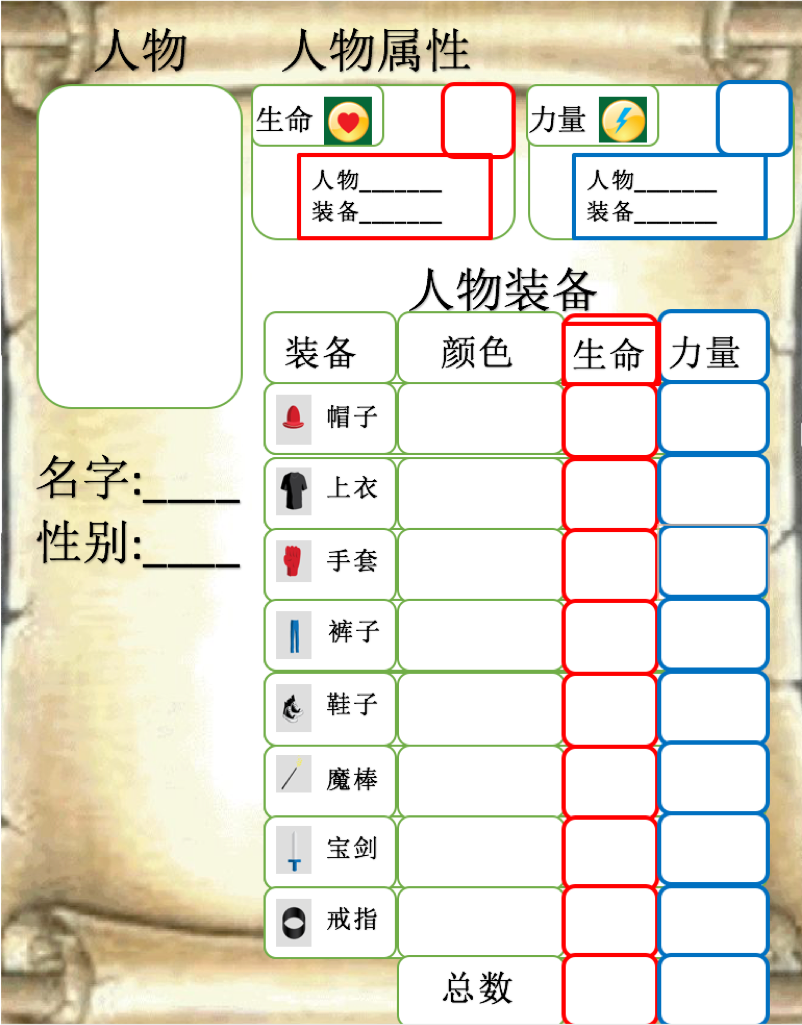 人物 人物属性
生命 力量
人物_______
装备_______
人物_______
装备_______
人物装备
装备 颜色 生命 力量
帽子
上衣
名字:____
手套
性别:____
裤子
鞋子
魔棒
宝剑
戒指
总数